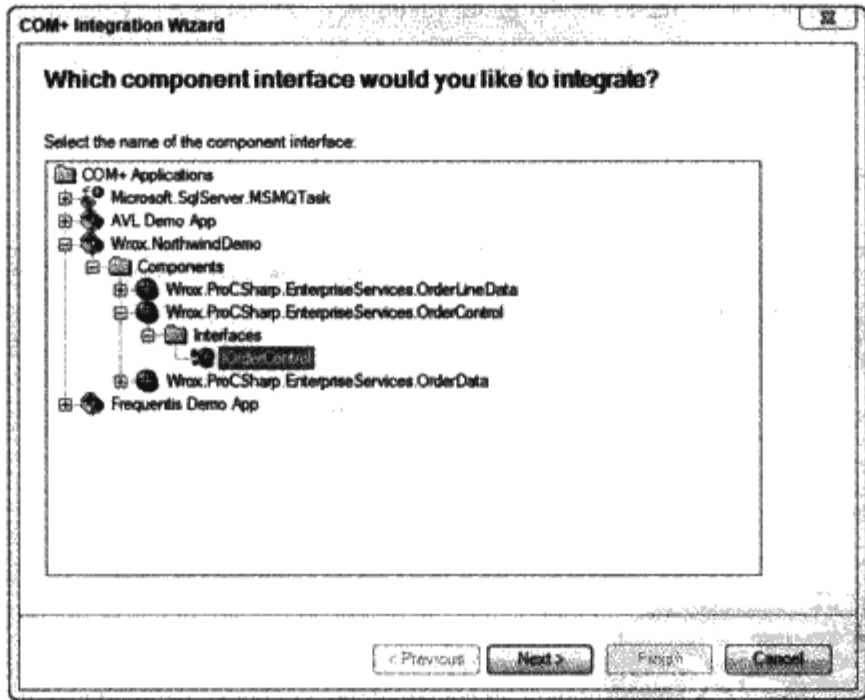 COM+ Integration Wizard
Which component interface would you like to integrate?
Select the name of the component interface:
COM+ Applications
Microsoft.SqlServer.MSMQTask
AVL Demo App
Wrox.NorthwindDemo
Components
Wrox.ProCSharp.EnterpriseServices.OrderLineData
Wrox.ProCSharp.EnterpriseServices.OrderControl
Interfaces
IOrderControl
Wrox.ProCSharp.EnterpriseServices.OrderData
Frequentis Demo App
< Previous Next > Finish Cancel